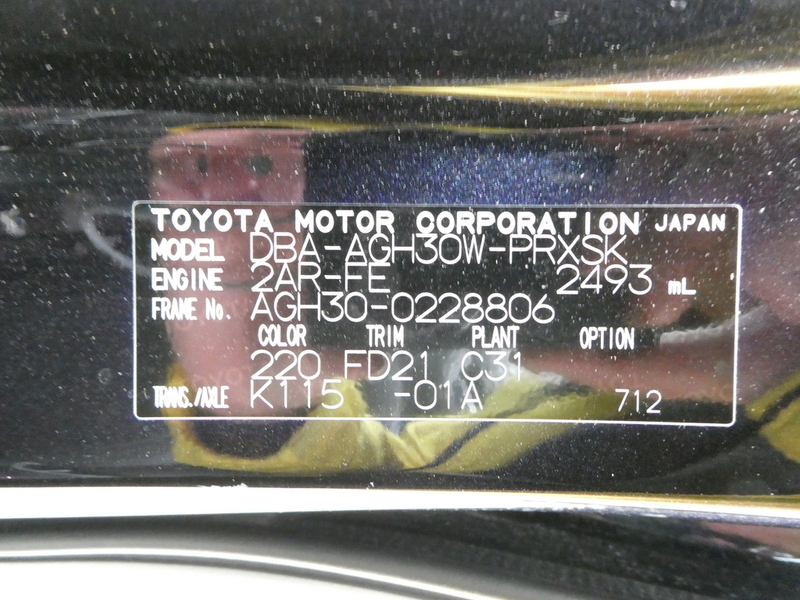 TOYOTA MOTOR CORPORATION JAPAN
MODEL DBA-AGH30W-PRXSK
ENGINE 2AR-FE 2493 mL
FRAME No. AGH30-0228806
COLOR TRIM PLANT OPTION
220 FD21 C31
TRANS./AXLE K115 -01A 712